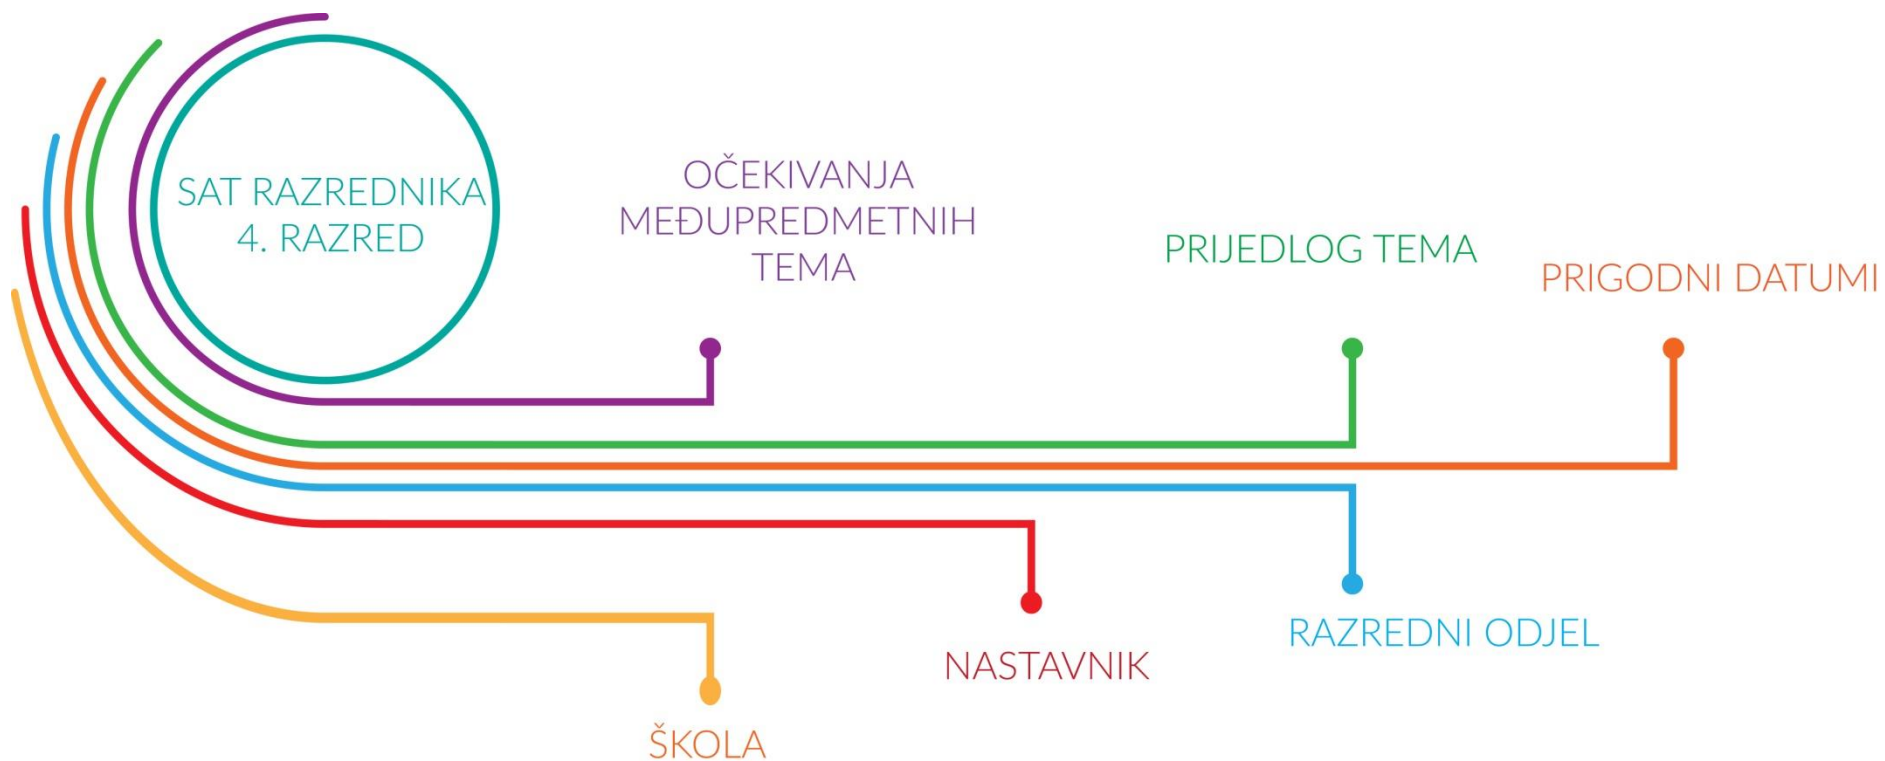 SAT RAZREDNIKA
4. RAZRED
OČEKIVANJA
MEĐUPREDMETNIH
TEMA
PRIJEDLOG TEMA
PRIGODNI DATUMI
RAZREDNI ODJEL
NASTAVNIK
ŠKOLA